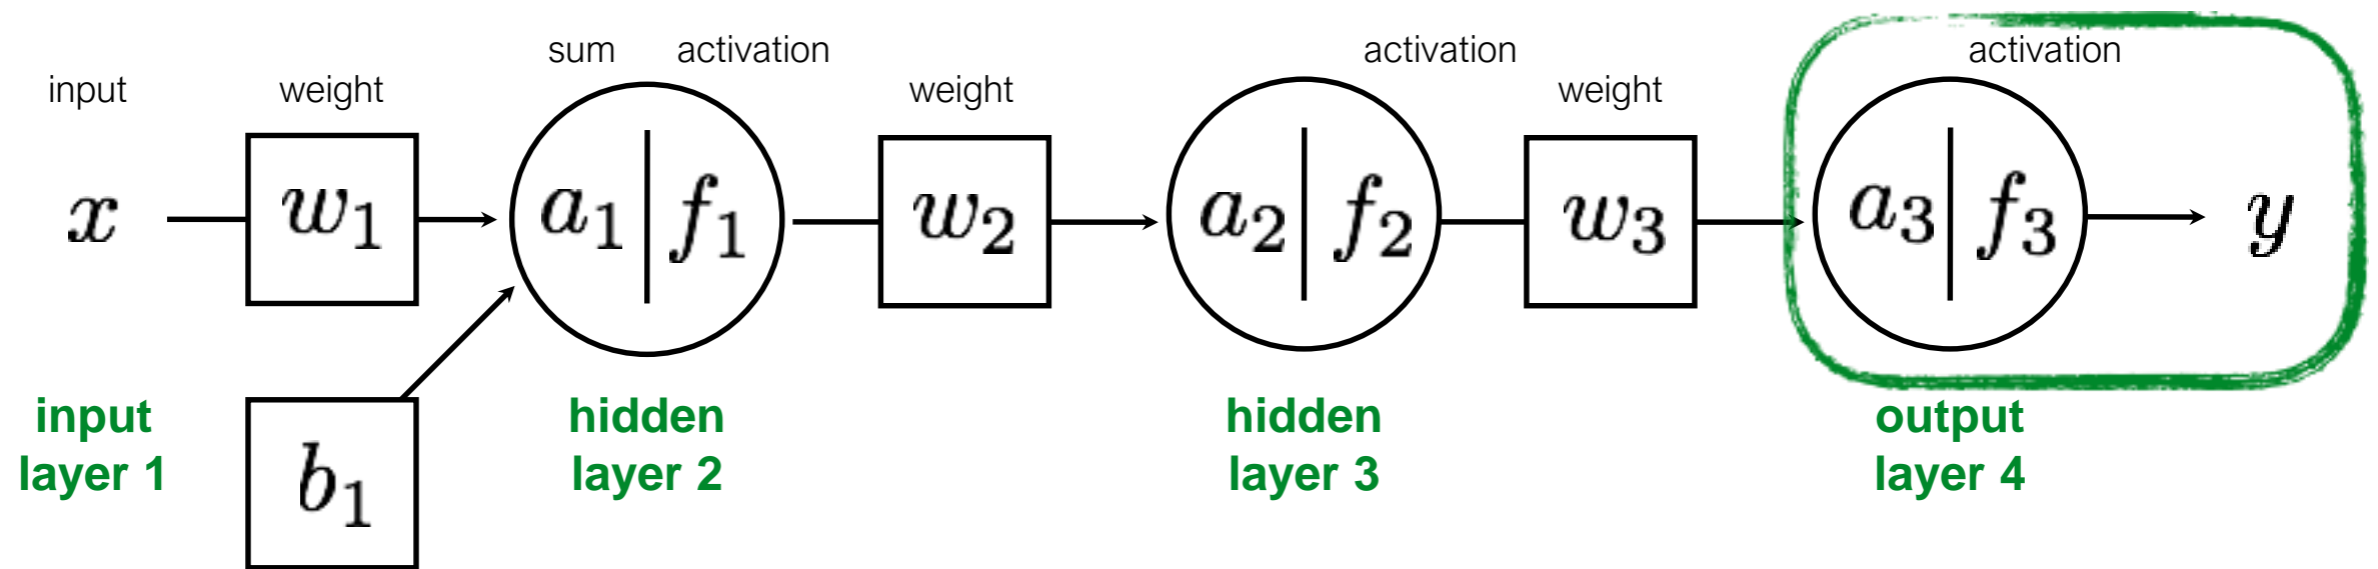 sum activation activation activation
input weight weight weight
x w₁ a₁ | f₁ w₂ a₂ | f₂ w₃ a₃ | f₃ y
input hidden hidden output
layer 1 layer 2 layer 3 layer 4
b₁